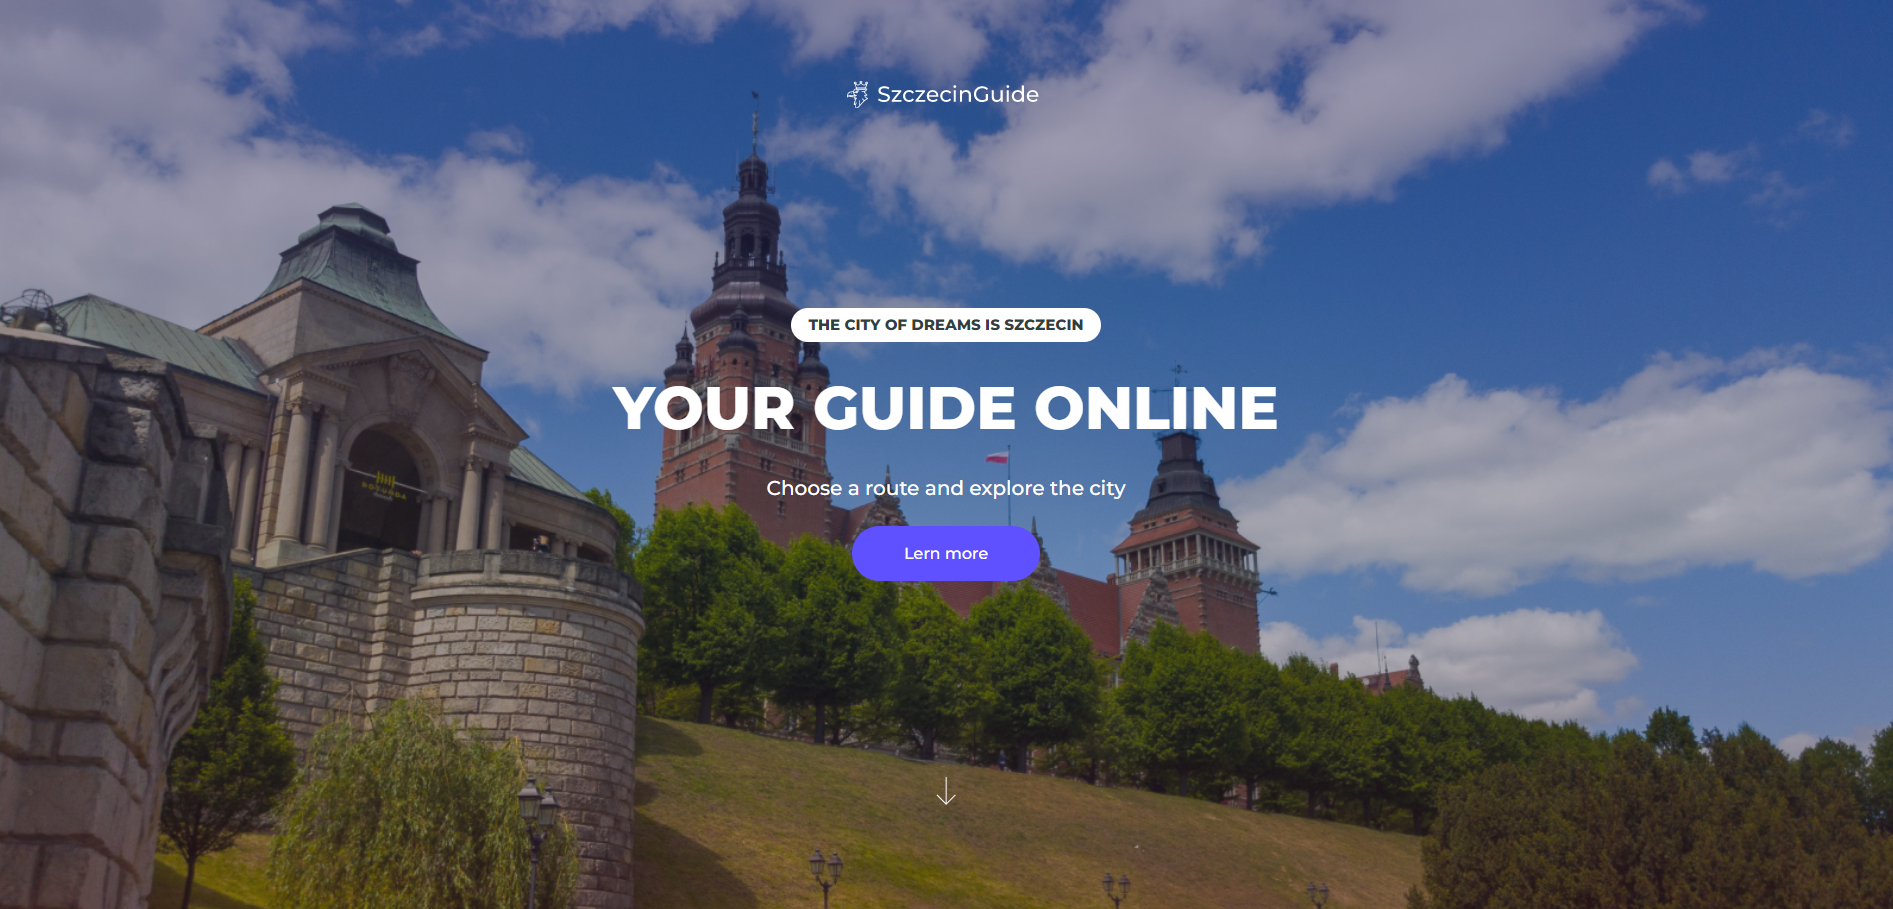 SzczecinGuide
THE CITY OF DREAMS IS SZCZECIN
YOUR GUIDE ONLINE
Choose a route and explore the city
Lern more